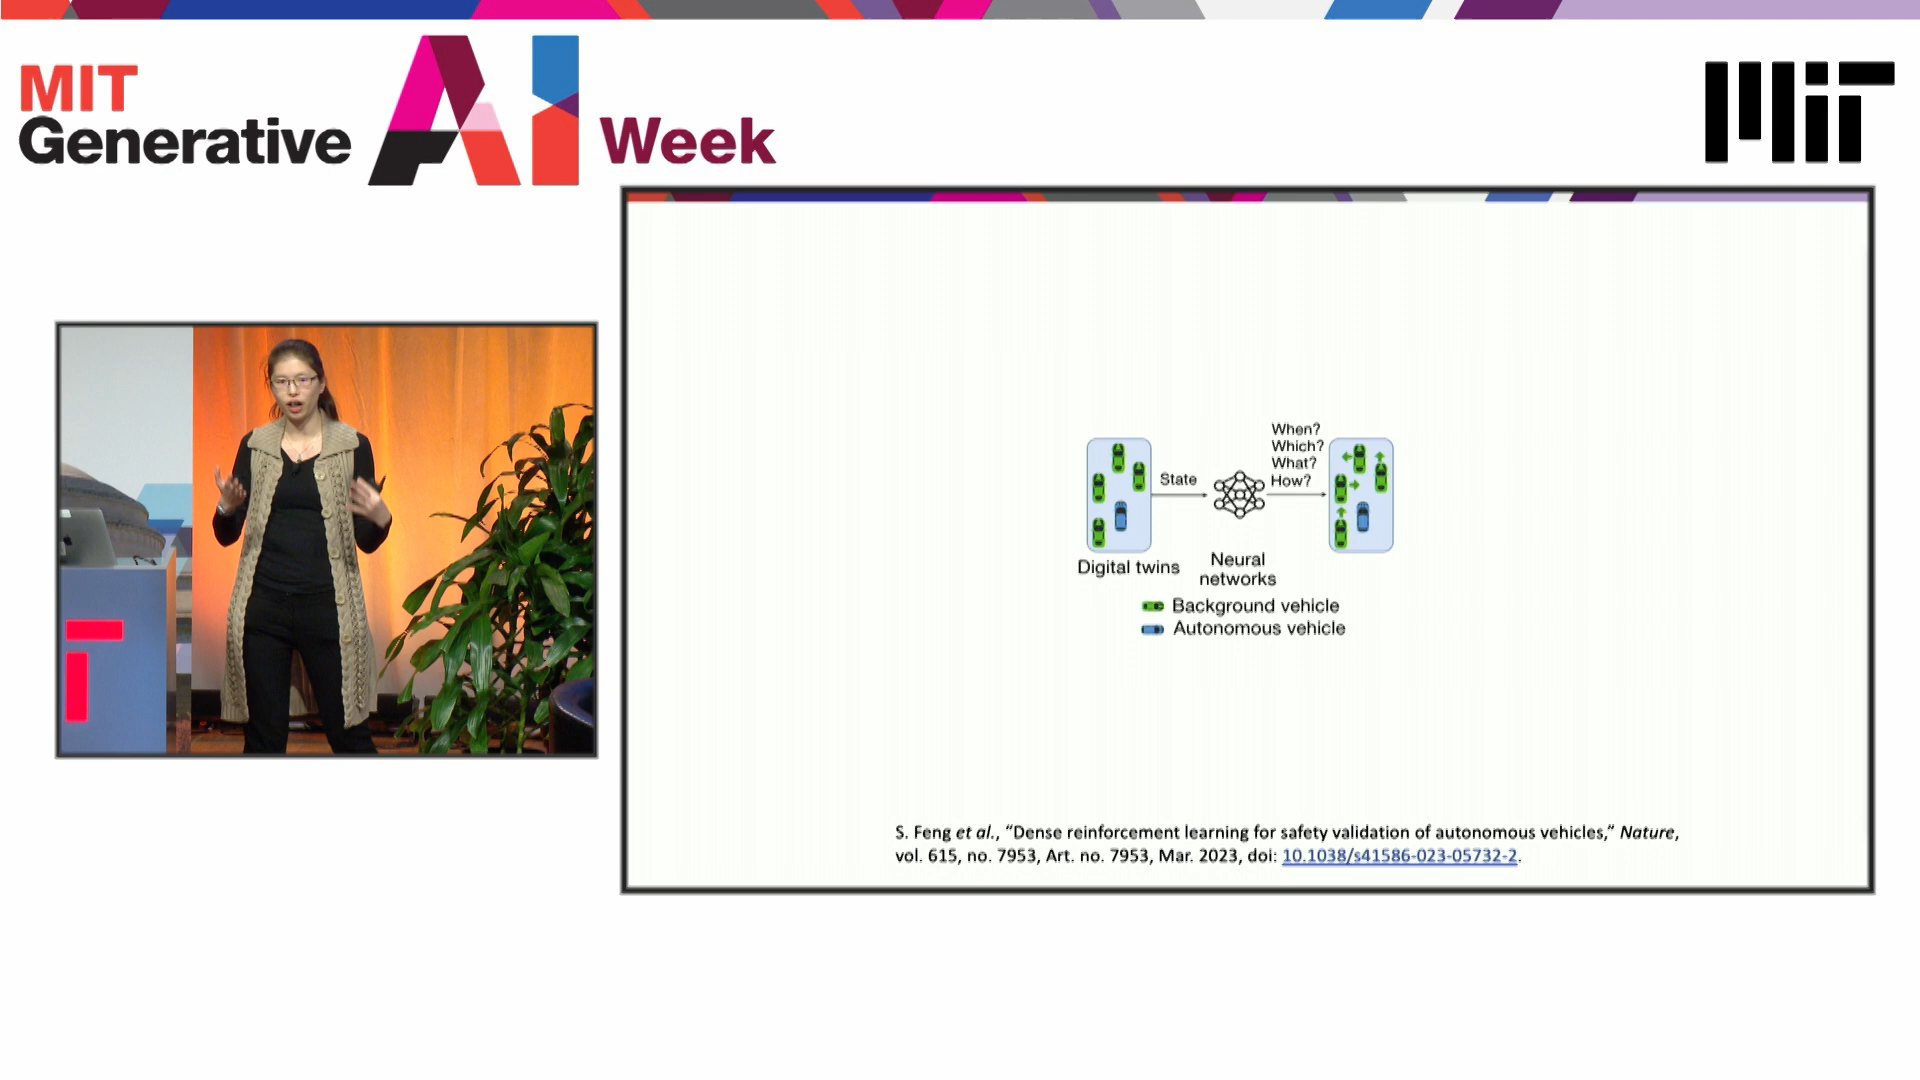 MIT
Generative AI Week
MIT
When?
Which?
What?
State
How?
Digital twins
Neural
networks
Background vehicle
Autonomous vehicle
S. Feng et al., “Dense reinforcement learning for safety validation of autonomous vehicles,” Nature,
vol. 615, no. 7953, Art. no. 7953, Mar. 2023, doi: 10.1038/s41586-023-05732-2.